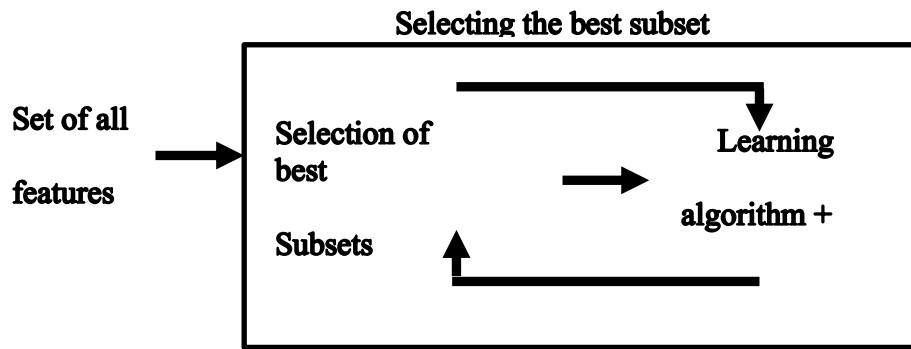 Selecting the best subset
Set of all
features
Selection of
best
Subsets
Learning
algorithm +